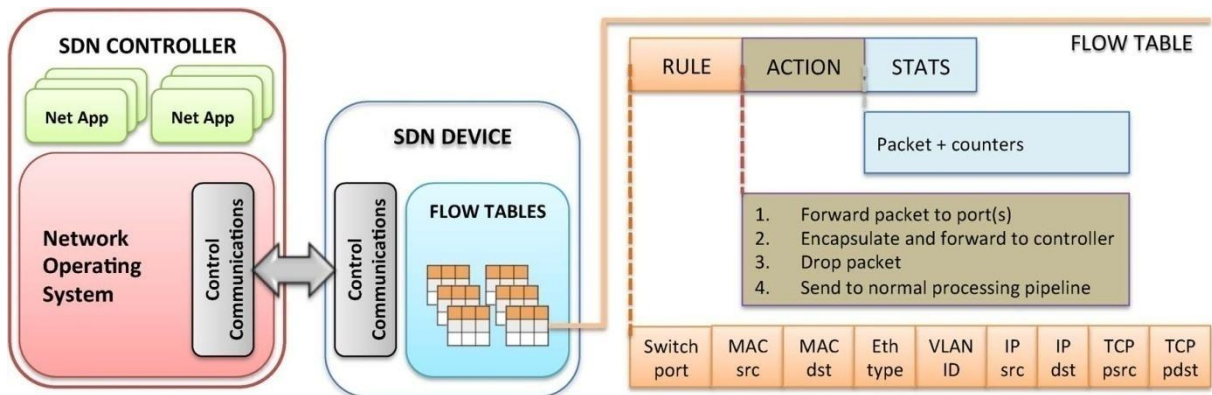 SDN CONTROLLER
Net App
Net App
Network
Operating
System
Control
Communications
SDN DEVICE
Control
Communications
FLOW TABLES
FLOW TABLE
RULE
ACTION
STATS
Packet + counters
1. Forward packet to port(s)
2. Encapsulate and forward to controller
3. Drop packet
4. Send to normal processing pipeline
Switch
port
MAC
src
MAC
dst
Eth
type
VLAN
ID
IP
src
IP
dst
TCP
psrc
TCP
pdst